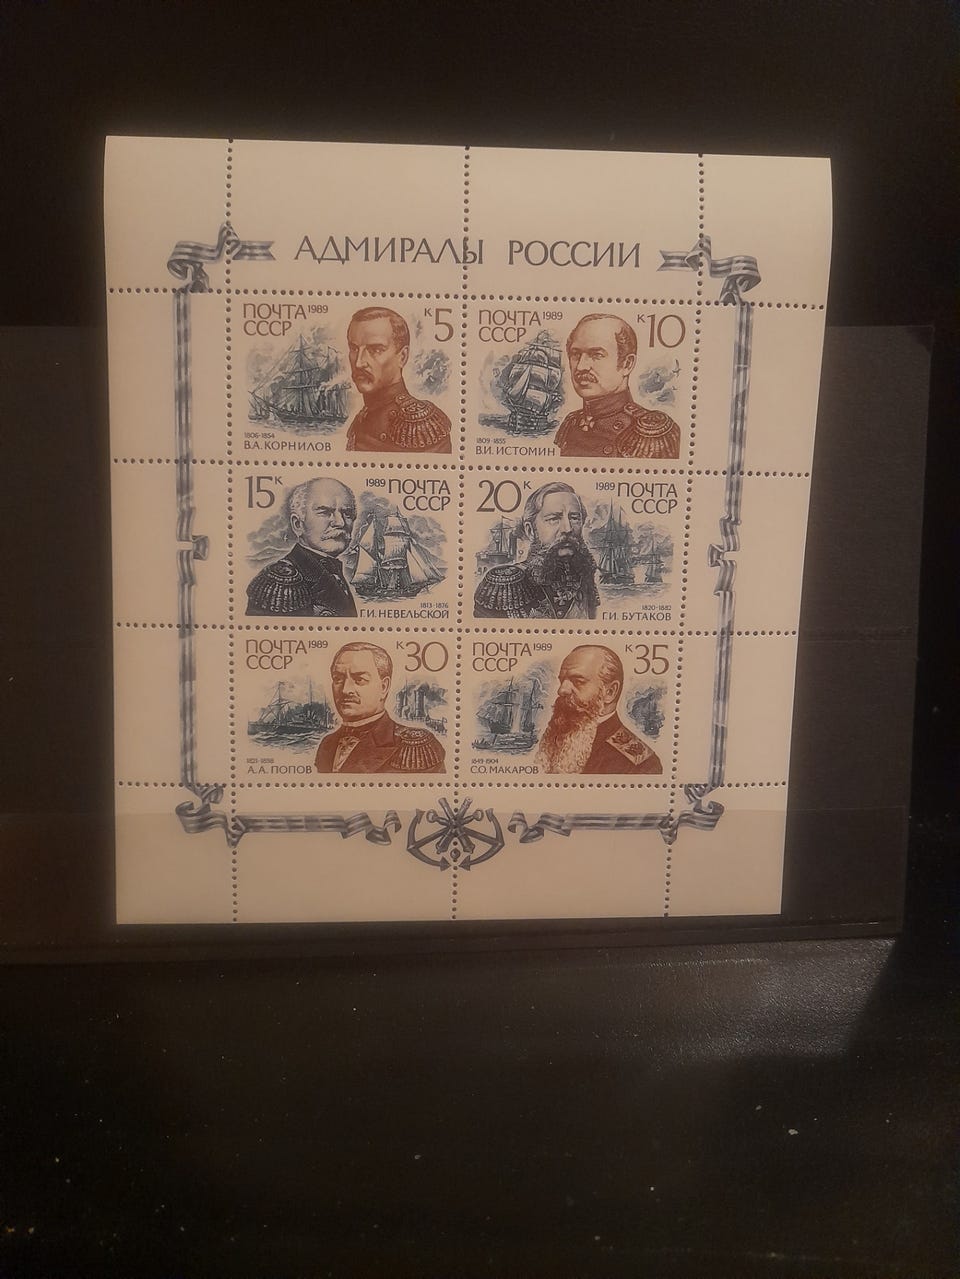 АДМИРАЛЫ РОССИИ
ПОЧТА 1989 К 5
СССР
1806-1854
В.А. КОРНИЛОВ
ПОЧТА 1989 К 10
СССР
1809-1855
В.И. ИСТОМИН
15 К 1989 ПОЧТА
СССР
1813-1876
Г.И. НЕВЕЛЬСКОЙ
20 К 1989 ПОЧТА
СССР
1820-1882
Г.И. БУТАКОВ
ПОЧТА 1989 К 30
СССР
1821-1898
А.А. ПОПОВ
ПОЧТА 1989 К 35
СССР
1849-1904
С.О. МАКАРОВ